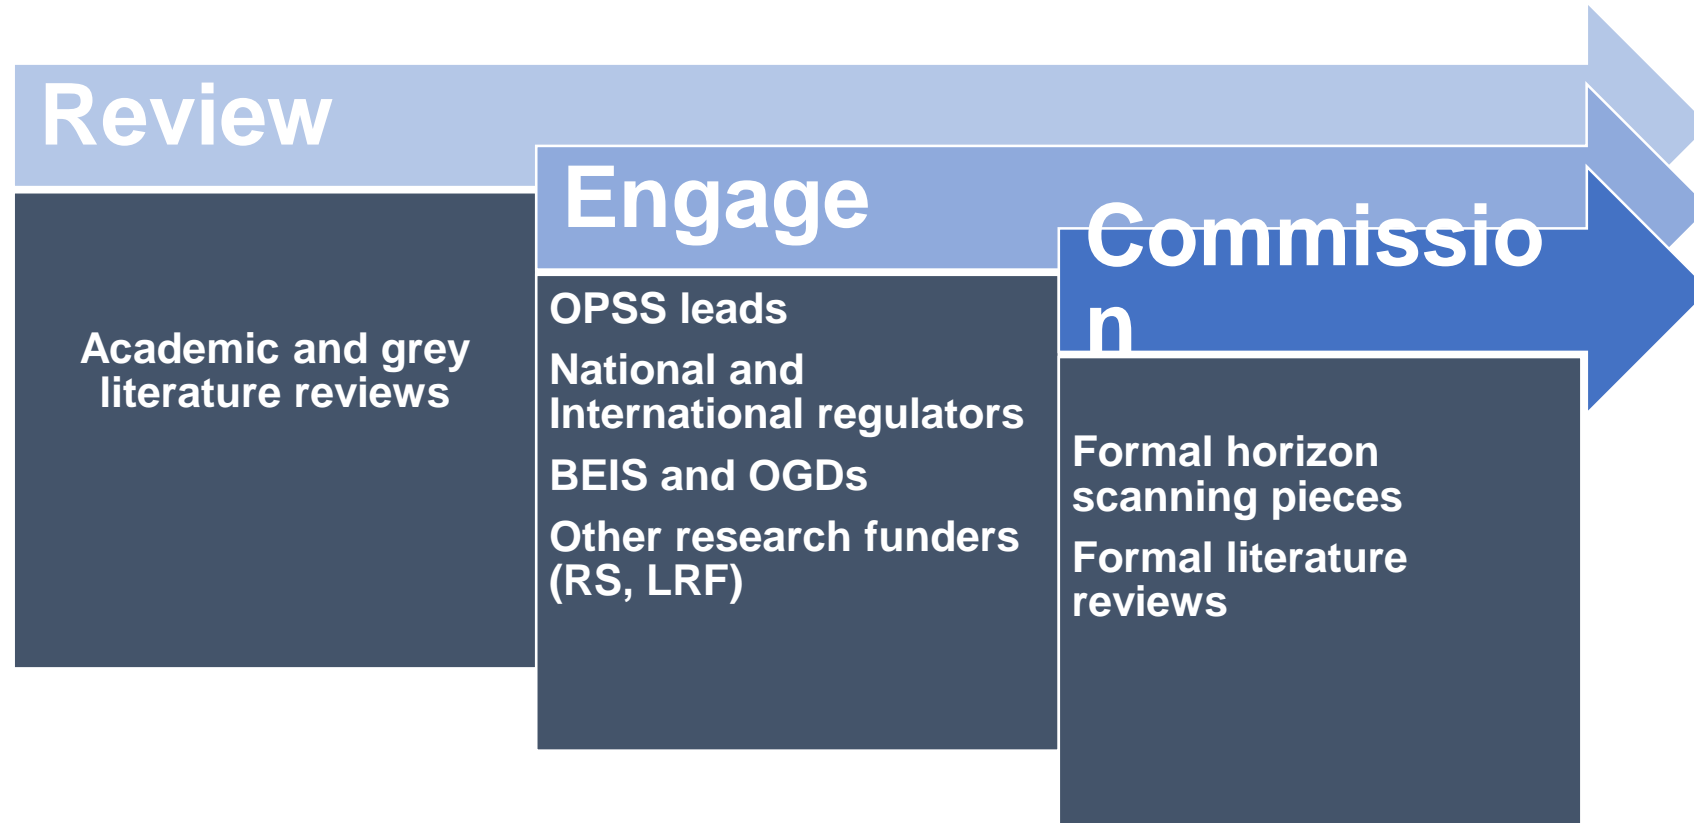 Review
Academic and grey
literature reviews
Engage
OPSS leads
National and
International regulators
BEIS and OGDs
Other research funders
(RS, LRF)
Commissio
n
Formal horizon
scanning pieces
Formal literature
reviews